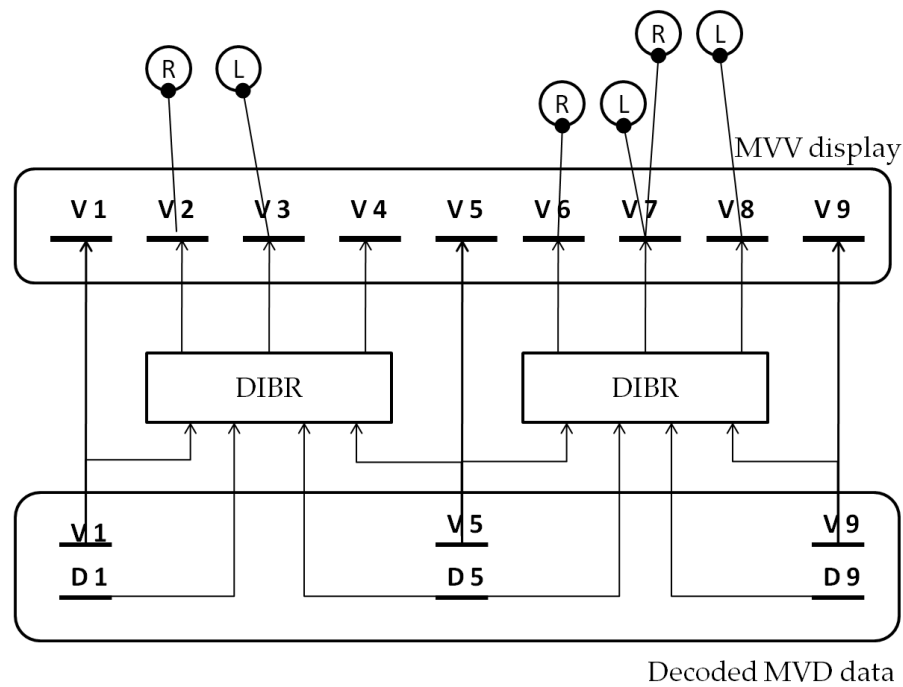 R L R L R L
MVV display
V 1 V 2 V 3 V 4 V 5 V 6 V 7 V 8 V 9
DIBR DIBR
V 1 V 5 V 9
D 1 D 5 D 9
Decoded MVD data